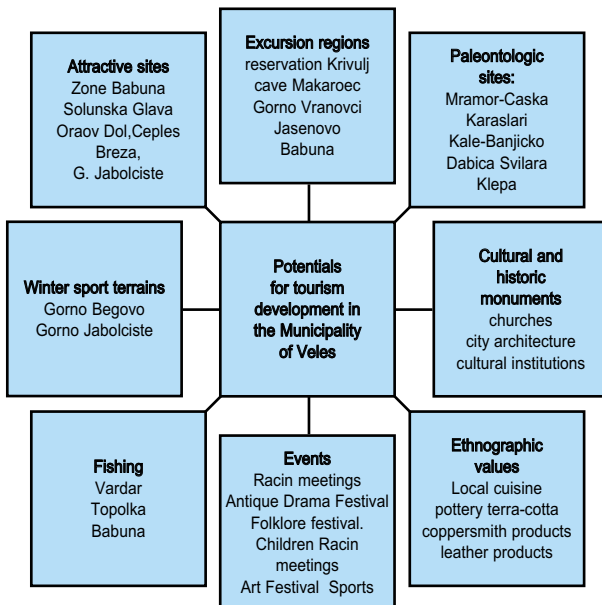 Attractive sites
Zone Babuna
Solunska Glava
Oraov Dol,Ceples
Breza,
G. Jabolciste
Excursion regions
reservation Krivulj
cave Makaroec
Gorno Vranovci
Jasenovo
Babuna
Paleontologic
sites:
Mramor-Caska
Karaslari
Kale-Banjicko
Dabica Svilara
Klepa
Winter sport terrains
Gorno Begovo
Gorno Jabolciste
Potentials
for tourism
development in
the Municipality
of Veles
Cultural and
historic
monuments
churches
city architecture
cultural institutions
Fishing
Vardar
Topolka
Babuna
Events
Racin meetings
Antique Drama Festival
Folklore festival.
Children Racin
meetings
Art Festival  Sports
Ethnographic
values
Local cuisine
pottery terra-cotta
coppersmith products
leather products